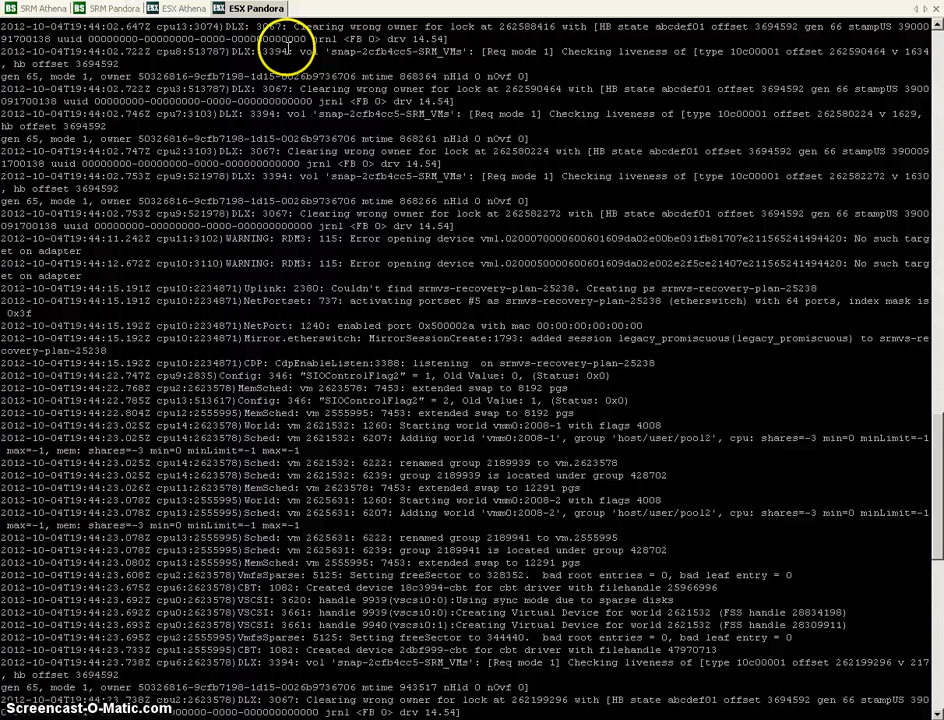 SRM Athena SRM Pandora ESX Athena ESX Pandora
2012-10-04T19:44:02.647Z cpu13:3074)DLX: 3067: Clearing wrong owner for lock at 262588416 with [HB state abcdef01 offset 3694592 gen 66 stampUS 39000
91700138 uuid 00000000-00000000-0000-000000000000 jrnl <FB 0> drv 14.54]
2012-10-04T19:44:02.722Z cpu8:513787)DLX: 3394: vol 'snap-2cfb4cc5-SRM_VMs': [Req mode 1] Checking liveness of [type 10c00001 offset 262590464 v 1634
, hb offset 3694592
gen 65, mode 1, owner 50326816-9cfb7198-1d15-0026b9736706 mtime 868364 nHld 0 nOvf 0]
2012-10-04T19:44:02.722Z cpu3:513787)DLX: 3067: Clearing wrong owner for lock at 262590464 with [HB state abcdef01 offset 3694592 gen 66 stampUS 3900
091700138 uuid 00000000-00000000-0000-000000000000 jrnl <FB 0> drv 14.54]
2012-10-04T19:44:02.746Z cpu7:3103)DLX: 3394: vol 'snap-2cfb4cc5-SRM_VMs': [Req mode 1] Checking liveness of [type 10c00001 offset 262580224 v 1629,
hb offset 3694592
gen 65, mode 1, owner 50326816-9cfb7198-1d15-0026b9736706 mtime 868261 nHld 0 nOvf 0]
2012-10-04T19:44:02.747Z cpu2:3103)DLX: 3067: Clearing wrong owner for lock at 262580224 with [HB state abcdef01 offset 3694592 gen 66 stampUS 390009
1700138 uuid 00000000-00000000-0000-000000000000 jrnl <FB 0> drv 14.54]
2012-10-04T19:44:02.753Z cpu9:521978)DLX: 3394: vol 'snap-2cfb4cc5-SRM_VMs': [Req mode 1] Checking liveness of [type 10c00001 offset 262582272 v 1630
, hb offset 3694592
gen 65, mode 1, owner 50326816-9cfb7198-1d15-0026b9736706 mtime 868266 nHld 0 nOvf 0]
2012-10-04T19:44:02.753Z cpu9:521978)DLX: 3067: Clearing wrong owner for lock at 262582272 with [HB state abcdef01 offset 3694592 gen 66 stampUS 3900
091700138 uuid 00000000-00000000-0000-000000000000 jrnl <FB 0> drv 14.54]
2012-10-04T19:44:11.242Z cpu11:3102)WARNING: RDM3: 115: Error opening device vml.0200070000600601609da02e00be031fb81707e211565241494420: No such targ
et on adapter
2012-10-04T19:44:12.672Z cpu10:3110)WARNING: RDM3: 115: Error opening device vml.0200050000600601609da02e002e2f5ce21407e211565241494420: No such targ
et on adapter
2012-10-04T19:44:15.191Z cpu10:2234871)Uplink: 2380: Couldn't find srmvs-recovery-plan-25238. Creating ps srmvs-recovery-plan-25238
2012-10-04T19:44:15.191Z cpu10:2234871)NetPortset: 737: activating portset #5 as srmvs-recovery-plan-25238 (etherswitch) with 64 ports, index mask is
0x3f
2012-10-04T19:44:15.192Z cpu10:2234871)NetPort: 1240: enabled port 0x500002a with mac 00:00:00:00:00:00
2012-10-04T19:44:15.192Z cpu10:2234871)Mirror.etherswitch: MirrorSessionCreate:1793: added session legacy_promiscuous(legacy_promiscuous) to srmvs-re
covery-plan-25238
2012-10-04T19:44:15.192Z cpu10:2234871)CDP: CdpEnableListen:3388: listening  on srmvs-recovery-plan-25238
2012-10-04T19:44:22.747Z cpu9:2835)Config: 346: "SIOControlFlag2" = 1, Old Value: 0, (Status: 0x0)
2012-10-04T19:44:22.768Z cpu2:2623578)MemSched: vm 2623578: 7453: extended swap to 8192 pgs
2012-10-04T19:44:22.785Z cpu13:513617)Config: 346: "SIOControlFlag2" = 2, Old Value: 1, (Status: 0x0)
2012-10-04T19:44:22.804Z cpu12:2555995)MemSched: vm 2555995: 7453: extended swap to 8192 pgs
2012-10-04T19:44:23.025Z cpu14:2623578)World: vm 2621532: 1260: Starting world vmm0:2008-1 with flags 4008
2012-10-04T19:44:23.025Z cpu14:2623578)Sched: vm 2621532: 6207: Adding world 'vmm0:2008-1', group 'host/user/pool2', cpu: shares=-3 min=0 minLimit=-1
max=-1, mem: shares=-3 min=0 minLimit=-1 max=-1
2012-10-04T19:44:23.025Z cpu14:2623578)Sched: vm 2621532: 6222: renamed group 2189939 to vm.2623578
2012-10-04T19:44:23.025Z cpu14:2623578)Sched: vm 2621532: 6239: group 2189939 is located under group 428702
2012-10-04T19:44:23.026Z cpu11:2623578)MemSched: vm 2623578: 7453: extended swap to 12291 pgs
2012-10-04T19:44:23.078Z cpu13:2555995)World: vm 2625631: 1260: Starting world vmm0:2008-2 with flags 4008
2012-10-04T19:44:23.078Z cpu13:2555995)Sched: vm 2625631: 6207: Adding world 'vmm0:2008-2', group 'host/user/pool2', cpu: shares=-3 min=0 minLimit=-1
max=-1, mem: shares=-3 min=0 minLimit=-1 max=-1
2012-10-04T19:44:23.078Z cpu13:2555995)Sched: vm 2625631: 6222: renamed group 2189941 to vm.2555995
2012-10-04T19:44:23.078Z cpu13:2555995)Sched: vm 2625631: 6239: group 2189941 is located under group 428702
2012-10-04T19:44:23.080Z cpu13:2555995)MemSched: vm 2555995: 7453: extended swap to 12291 pgs
2012-10-04T19:44:23.608Z cpu2:2623578)VmfsSparse: 5125: Setting freeSector to 328352.  bad root entries = 0, bad leaf entry = 0
2012-10-04T19:44:23.675Z cpu6:2623578)CBT: 1082: Created device 18c3994-cbt for cbt driver with filehandle 25966996
2012-10-04T19:44:23.692Z cpu0:2623578)VSCSI: 3620: handle 9939(vscsi0:0):Using sync mode due to sparse disks
2012-10-04T19:44:23.692Z cpu0:2623578)VSCSI: 3661: handle 9939(vscsi0:0):Creating Virtual Device for world 2621532 (FSS handle 28834198)
2012-10-04T19:44:23.693Z cpu0:2623578)VSCSI: 3661: handle 9940(vscsi0:1):Creating Virtual Device for world 2621532 (FSS handle 28309911)
2012-10-04T19:44:23.695Z cpu2:2555995)VmfsSparse: 5125: Setting freeSector to 344440.  bad root entries = 0, bad leaf entry = 0
2012-10-04T19:44:23.733Z cpu1:2555995)CBT: 1082: Created device 2dbf999-cbt for cbt driver with filehandle 47970713
2012-10-04T19:44:23.738Z cpu6:2623578)DLX: 3394: vol 'snap-2cfb4cc5-SRM_VMs': [Req mode 1] Checking liveness of [type 10c00001 offset 262199296 v 217
, hb offset 3694592
gen 65, mode 1, owner 50326816-9cfb7198-1d15-0026b9736706 mtime 943517 nHld 0 nOvf 0]
2012-10-04T19:44:23.738Z cpu6:2623578)DLX: 3067: Clearing wrong owner for lock at 262199296 with [HB state abcdef01 offset 3694592 gen 66 stampUS 390
00000000-00000000-0000-000000000000 jrnl <FB 0> drv 14.54]
Screencast-O-Matic.com